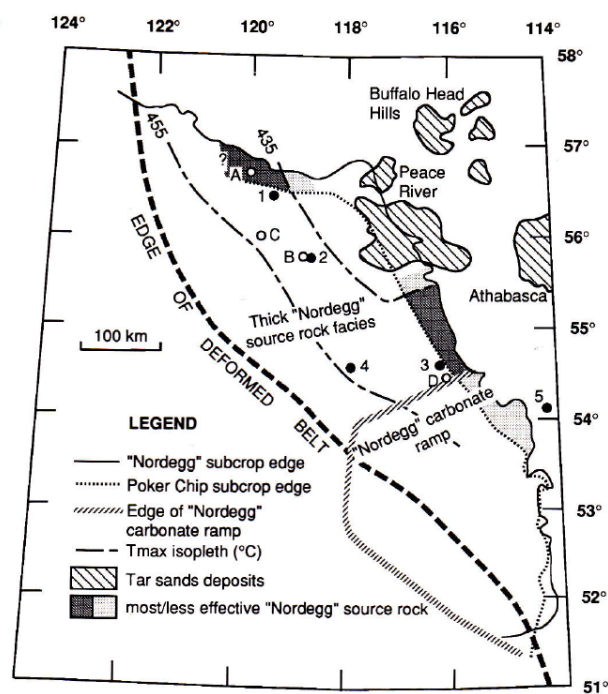 124°
122°
120°
118°
116°
114°
58°
57°
56°
55°
54°
53°
52°
51°
Buffalo Head
Hills
Peace
River
Athabasca
455
435
?
A
1
C
B
2
3
D
4
5
EDGE
OF
DEFORMED
BELT
Thick "Nordegg"
source rock facies
"Nordegg" carbonate
ramp
100 km
LEGEND
"Nordegg" subcrop edge
Poker Chip subcrop edge
Edge of "Nordegg"
carbonate ramp
Tmax isopleth (°C)
Tar sands deposits
most/less effective "Nordegg" source rock